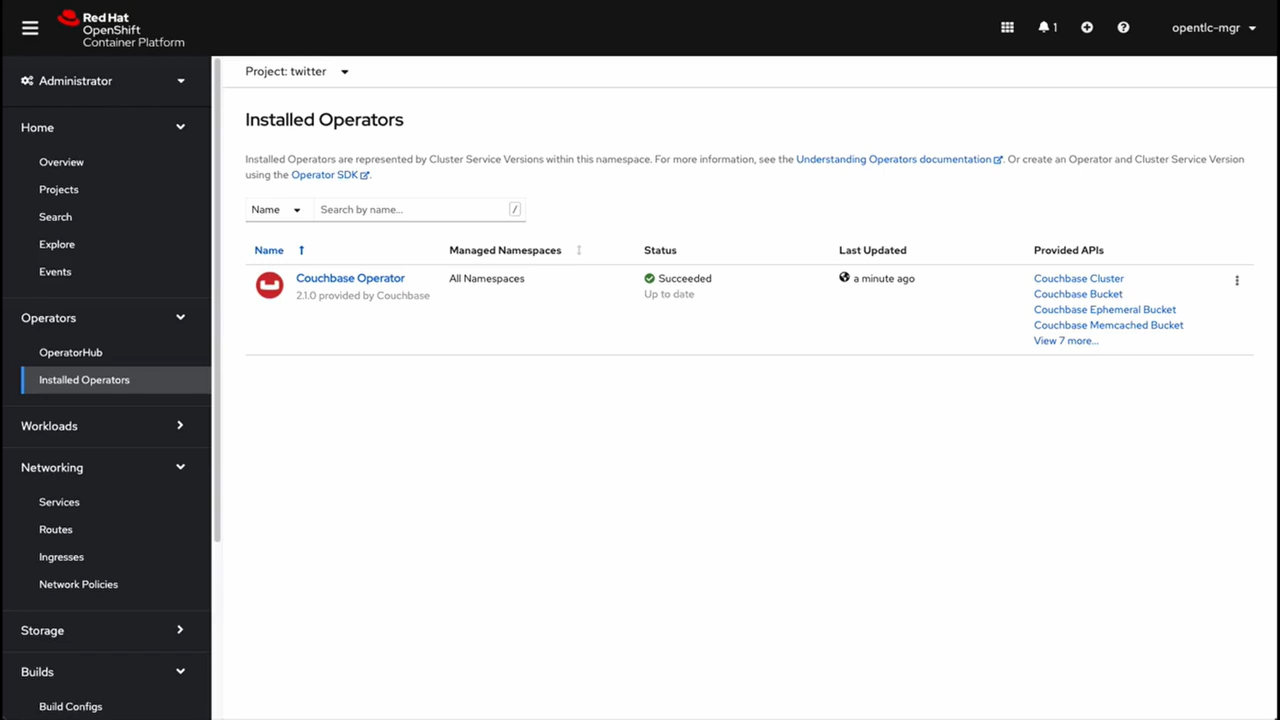 Red Hat
OpenShift
Container Platform
1
opentlc-mgr
Administrator
Home
Overview
Projects
Search
Explore
Events
Operators
OperatorHub
Installed Operators
Workloads
Networking
Services
Routes
Ingresses
Network Policies
Storage
Builds
Build Configs
Project: twitter
Installed Operators
Installed Operators are represented by Cluster Service Versions within this namespace. For more information, see the Understanding Operators documentation. Or create an Operator and Cluster Service Version
using the Operator SDK.
Name Search by name... /
Name Managed Namespaces Status Last Updated Provided APIs
Couchbase Operator All Namespaces Succeeded a minute ago Couchbase Cluster
2.1.0 provided by Couchbase Up to date Couchbase Bucket
Couchbase Ephemeral Bucket
Couchbase Memcached Bucket
View 7 more...